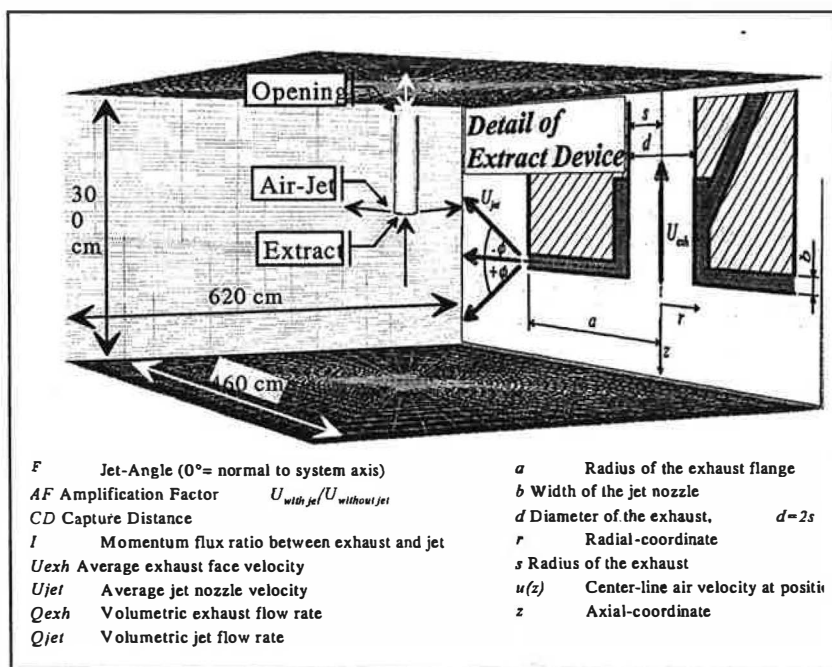 Opening
Detail of
Extract Device
s
d
Air-Jet
U_jet
30
0
cm
-ϕ
+ϕ
U_exh
b
Extract
620 cm
a
r
z
460 cm
F Jet-Angle (0°= normal to system axis)
AF Amplification Factor U_with jet/U_without jet
CD Capture Distance
I Momentum flux ratio between exhaust and jet
Uexh Average exhaust face velocity
Ujet Average jet nozzle velocity
Qexh Volumetric exhaust flow rate
Qjet Volumetric jet flow rate
a Radius of the exhaust flange
b Width of the jet nozzle
d Diameter of the exhaust, d=2s
r Radial-coordinate
s Radius of the exhaust
u(z) Center-line air velocity at positi
z Axial-coordinate